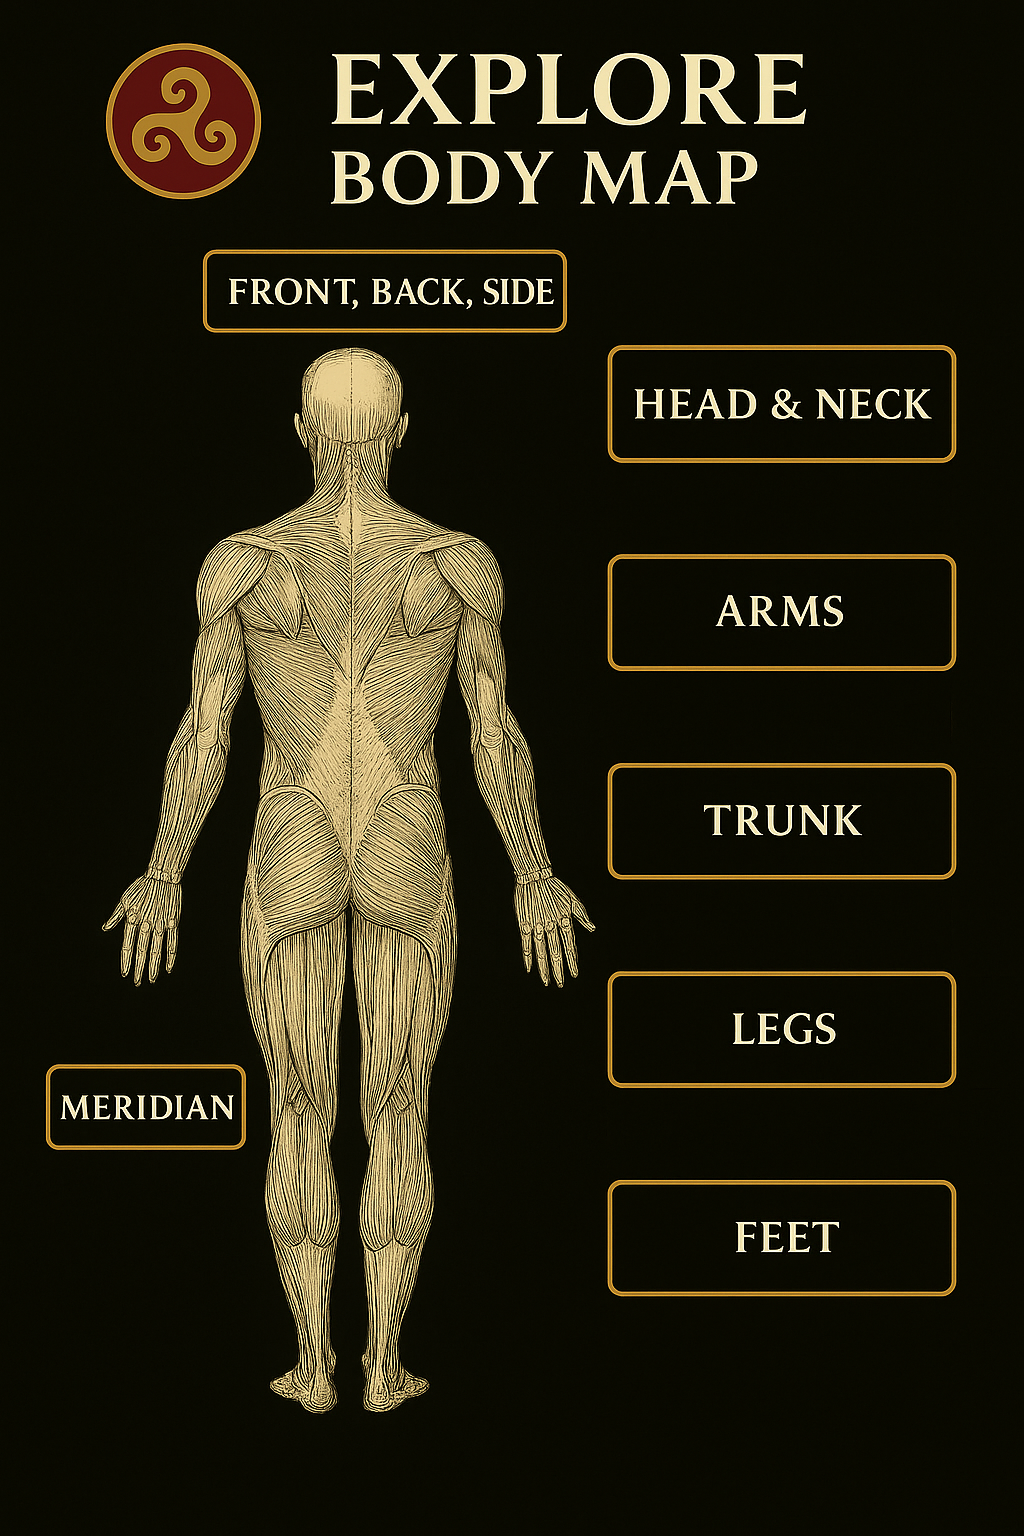 EXPLORE
BODY MAP
FRONT, BACK, SIDE
HEAD & NECK
ARMS
TRUNK
LEGS
MERIDIAN
FEET